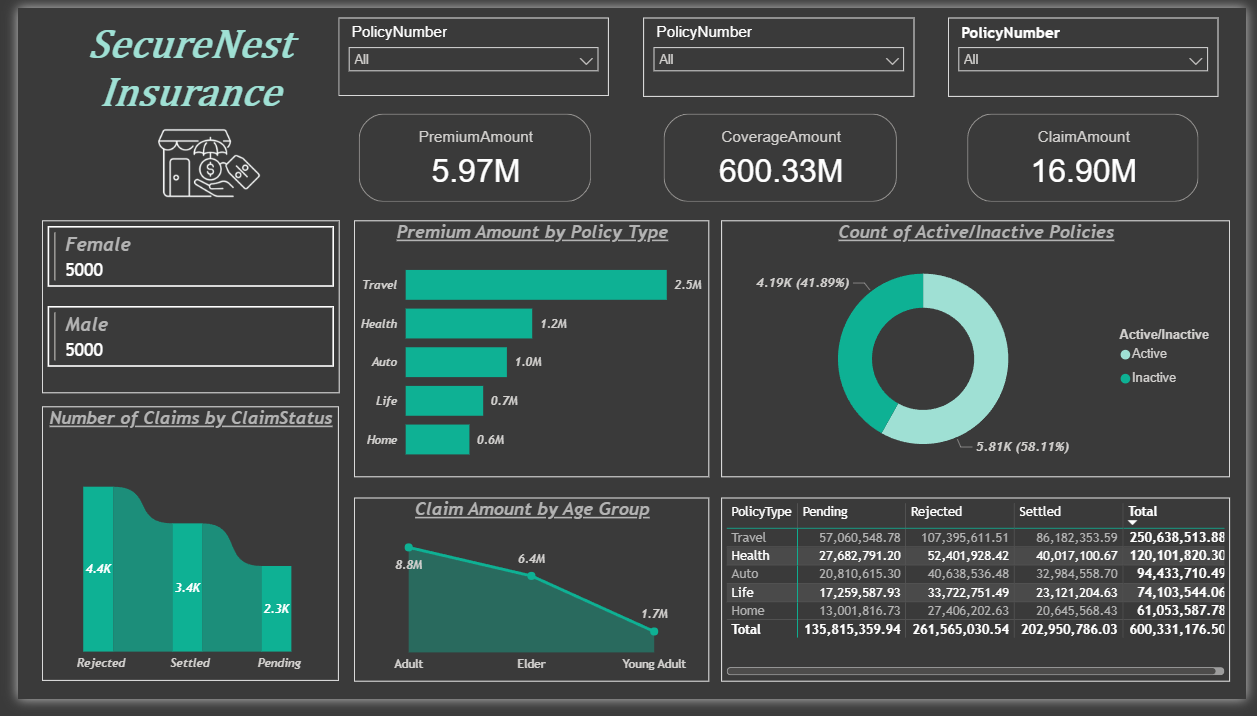 SecureNest
Insurance
PolicyNumber
All
PolicyNumber
All
PolicyNumber
All
PremiumAmount
5.97M
CoverageAmount
600.33M
ClaimAmount
16.90M
Female
5000
Male
5000
Number of Claims by ClaimStatus
4.4K
3.4K
2.3K
Rejected Settled Pending
Premium Amount by Policy Type
Travel 2.5M
Health 1.2M
Auto 1.0M
Life 0.7M
Home 0.6M
Count of Active/Inactive Policies
4.19K (41.89%)
5.81K (58.11%)
Active/Inactive
Active
Inactive
Claim Amount by Age Group
8.8M
6.4M
1.7M
Adult Elder Young Adult
PolicyType Pending Rejected Settled Total
Travel 57,060,548.78 107,395,611.51 86,182,353.59 250,638,513.88
Health 27,682,791.20 52,401,928.42 40,017,100.67 120,101,820.30
Auto 20,810,615.30 40,638,536.48 32,984,558.70 94,433,710.49
Life 17,259,587.93 33,722,751.49 23,121,204.63 74,103,544.06
Home 13,001,816.73 27,406,202.63 20,645,568.43 61,053,587.78
Total 135,815,359.94 261,565,030.54 202,950,786.03 600,331,176.50